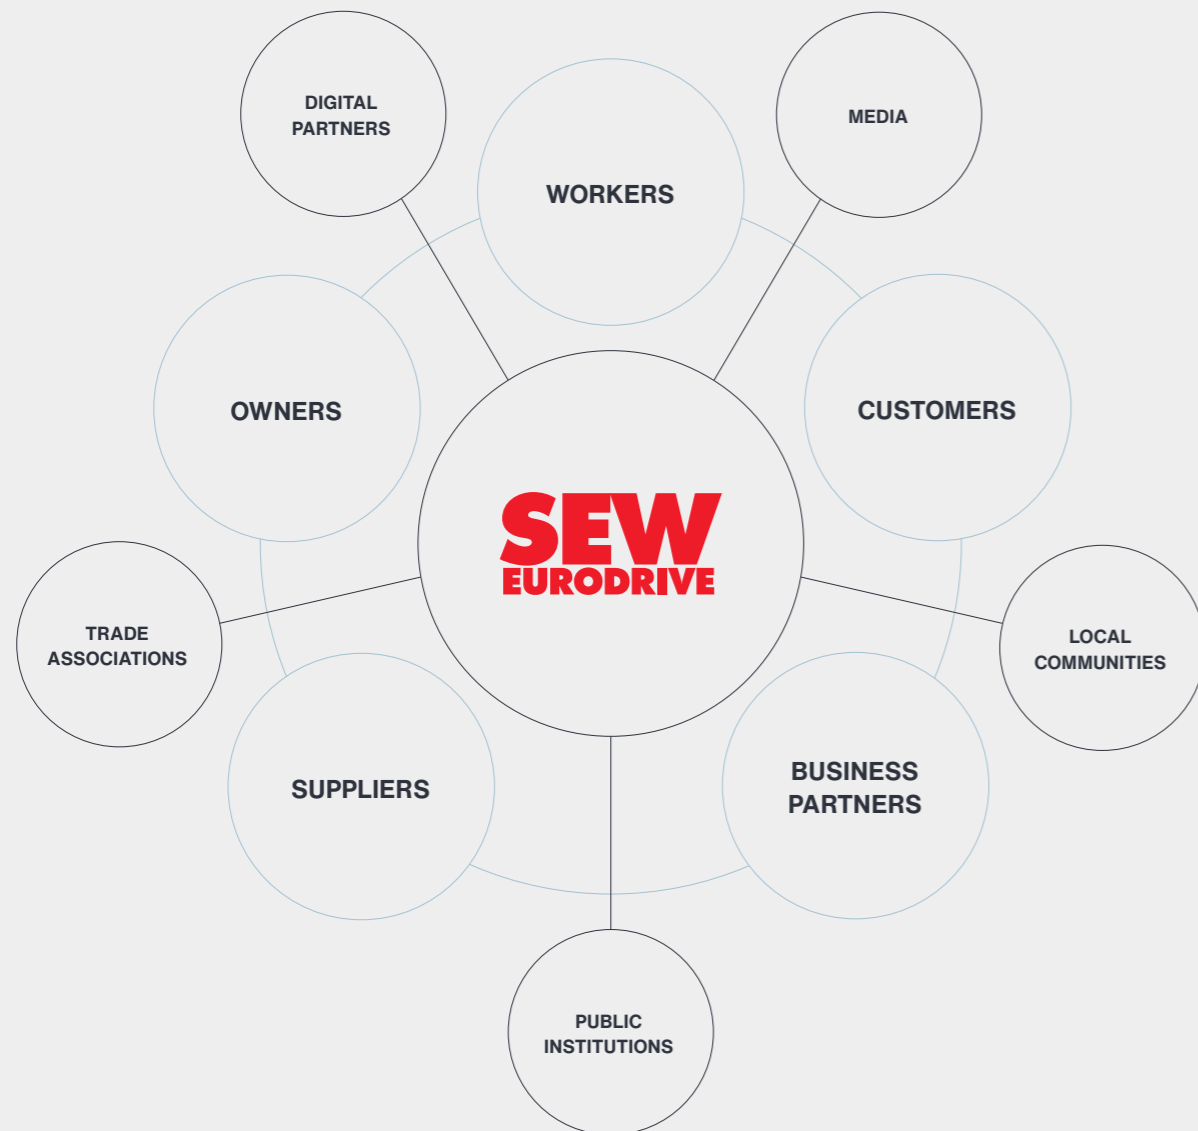 DIGITAL
PARTNERS
MEDIA
WORKERS
OWNERS
CUSTOMERS
SEW
EURODRIVE
TRADE
ASSOCIATIONS
LOCAL
COMMUNITIES
SUPPLIERS
BUSINESS
PARTNERS
PUBLIC
INSTITUTIONS